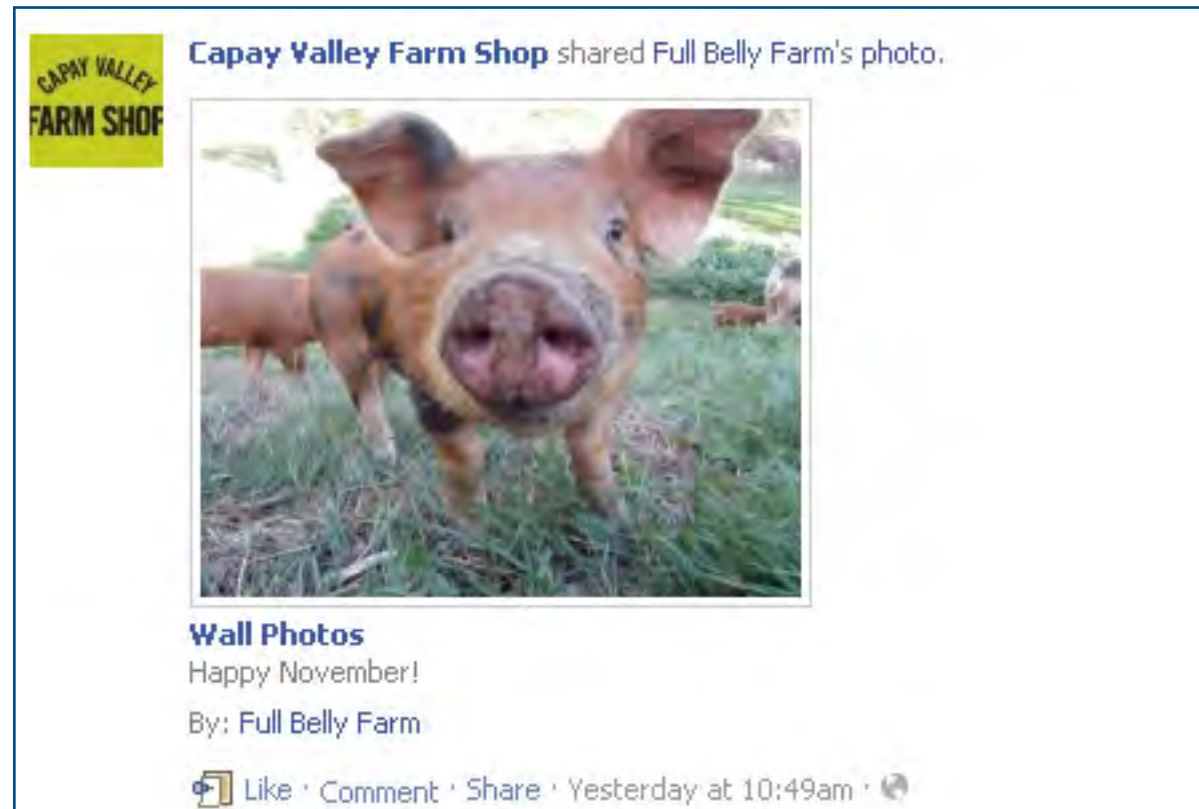 CAPAY VALLEY
FARM SHOP
Capay Valley Farm Shop shared Full Belly Farm's photo.
Wall Photos
Happy November!
By: Full Belly Farm
Like · Comment · Share · Yesterday at 10:49am ·